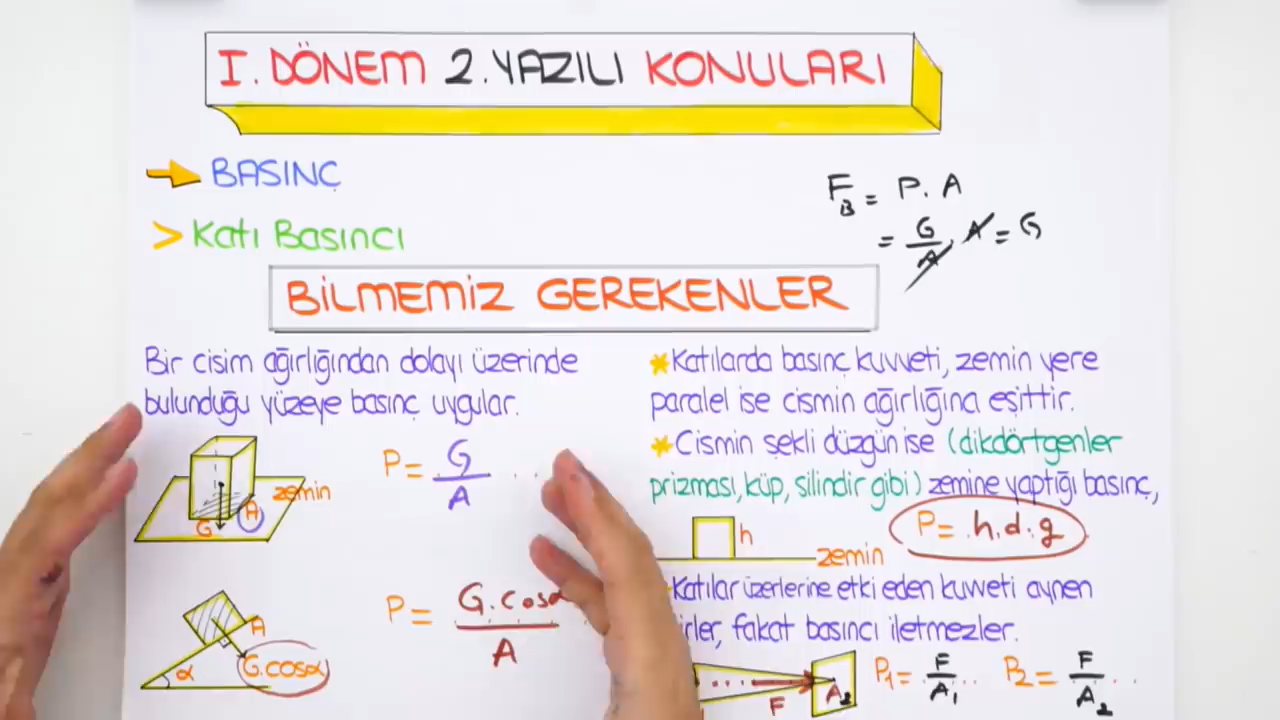 I. DÖNEM 2. YAZILI KONULARI
BASINÇ
> Katı Basıncı
F_B = P. A
= G/A . A = G
BİLMEMİZ GEREKENLER
Bir cisim ağırlığından dolayı üzerinde
bulunduğu yüzeye basınç uygular.
zemin
A
G
P = G/A
A
α
G.cosα
P = G.cosα/A
*Katılarda basınç kuvveti, zemin yere
paralel ise cismin ağırlığına eşittir.
*Cismin şekli düzgün ise (dikdörtgenler
prizması, küp, silindir gibi) zemine yaptığı basınç,
h
zemin
P = h.d.g
Katılar üzerlerine etki eden kuvveti aynen
fakat basıncı iletmezler.
F
A2
P1 = F/A1
P2 = F/A2